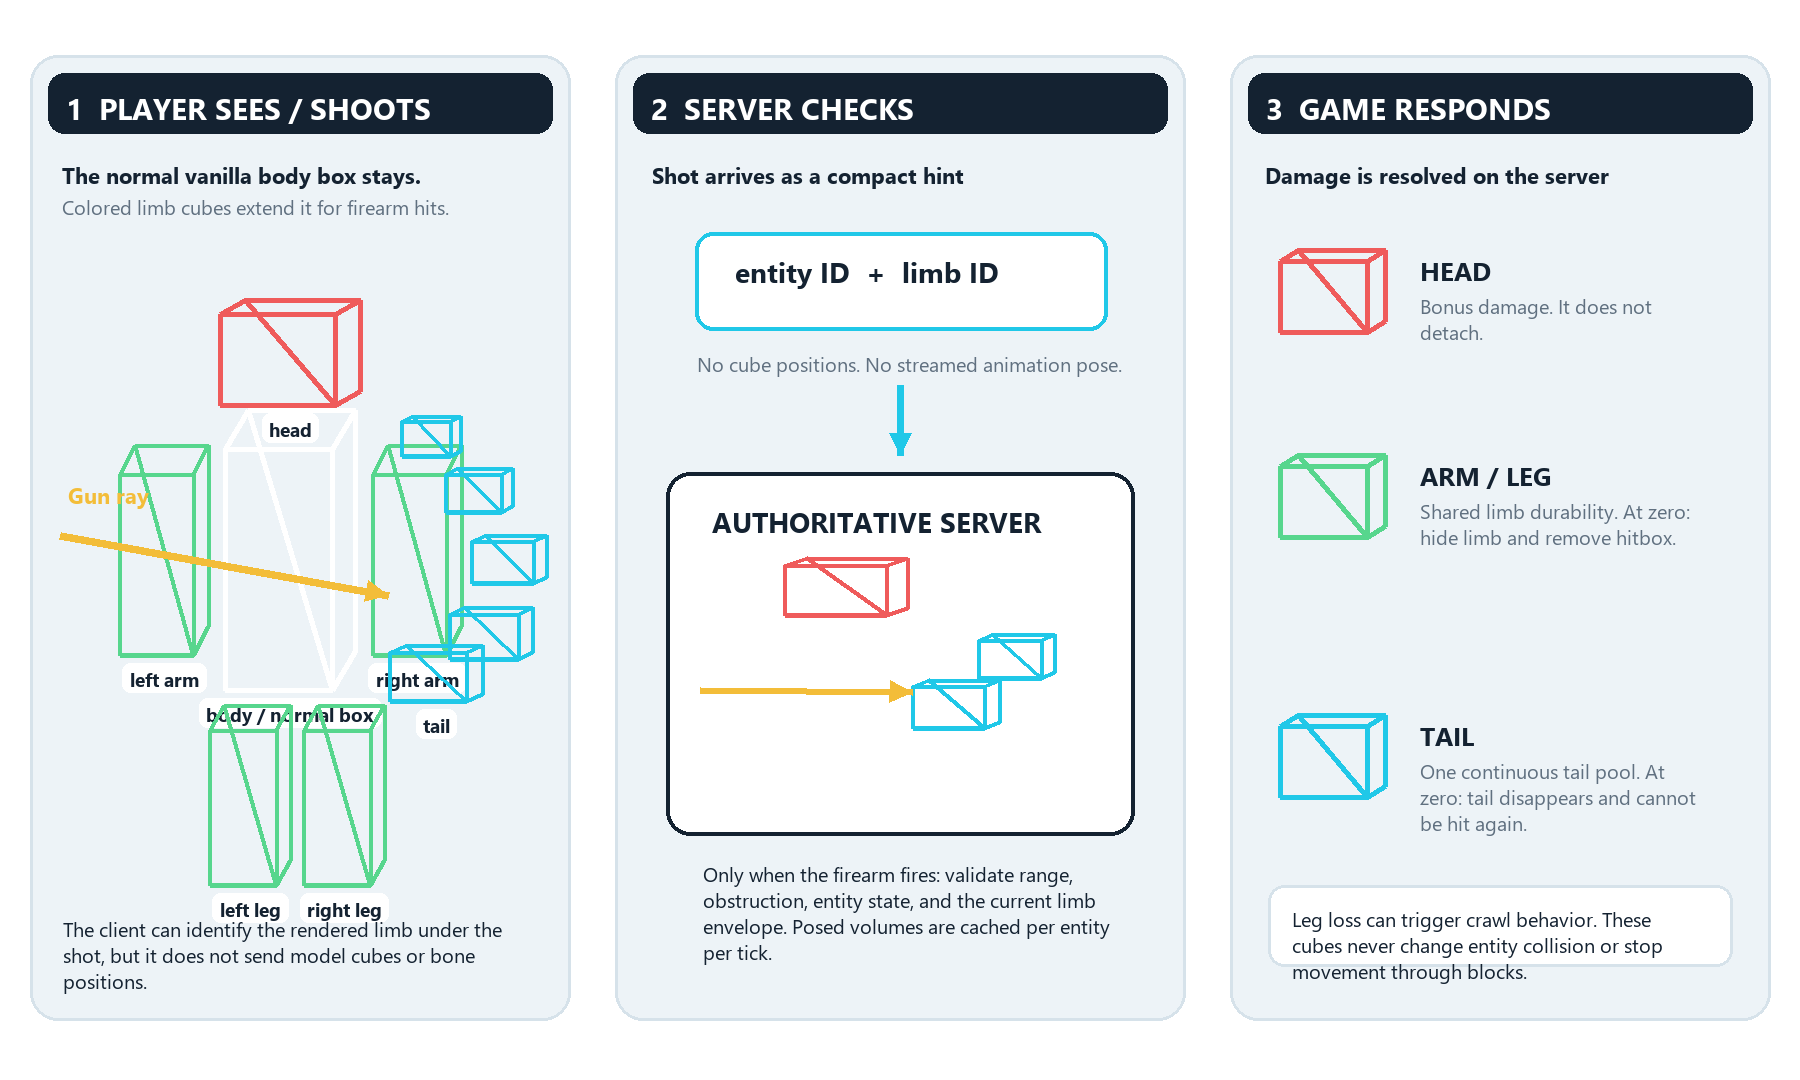 1 PLAYER SEES / SHOOTS
The normal vanilla body box stays.
Colored limb cubes extend it for firearm hits.
head
Gun ray
left arm
right arm
body / normal box
tail
left leg
right leg
The client can identify the rendered limb under the
shot, but it does not send model cubes or bone
positions.
2 SERVER CHECKS
Shot arrives as a compact hint
entity ID + limb ID
No cube positions. No streamed animation pose.
AUTHORITATIVE SERVER
Only when the firearm fires: validate range,
obstruction, entity state, and the current limb
envelope. Posed volumes are cached per entity
per tick.
3 GAME RESPONDS
Damage is resolved on the server
HEAD
Bonus damage. It does not
detach.
ARM / LEG
Shared limb durability. At zero:
hide limb and remove hitbox.
TAIL
One continuous tail pool. At
zero: tail disappears and cannot
be hit again.
Leg loss can trigger crawl behavior. These
cubes never change entity collision or stop
movement through blocks.